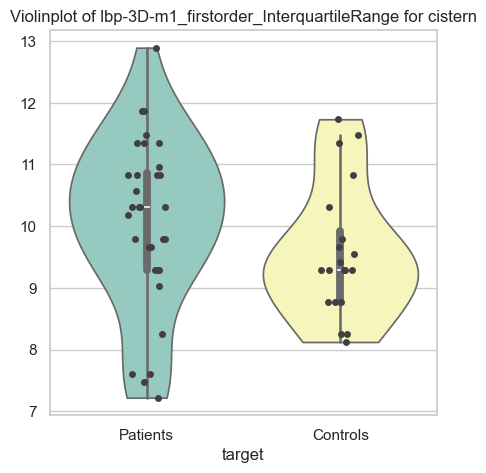 Violinplot of lbp-3D-m1_firstorder_InterquartileRange for cistern
13
12
11
10
9
8
7
Patients
Controls
target